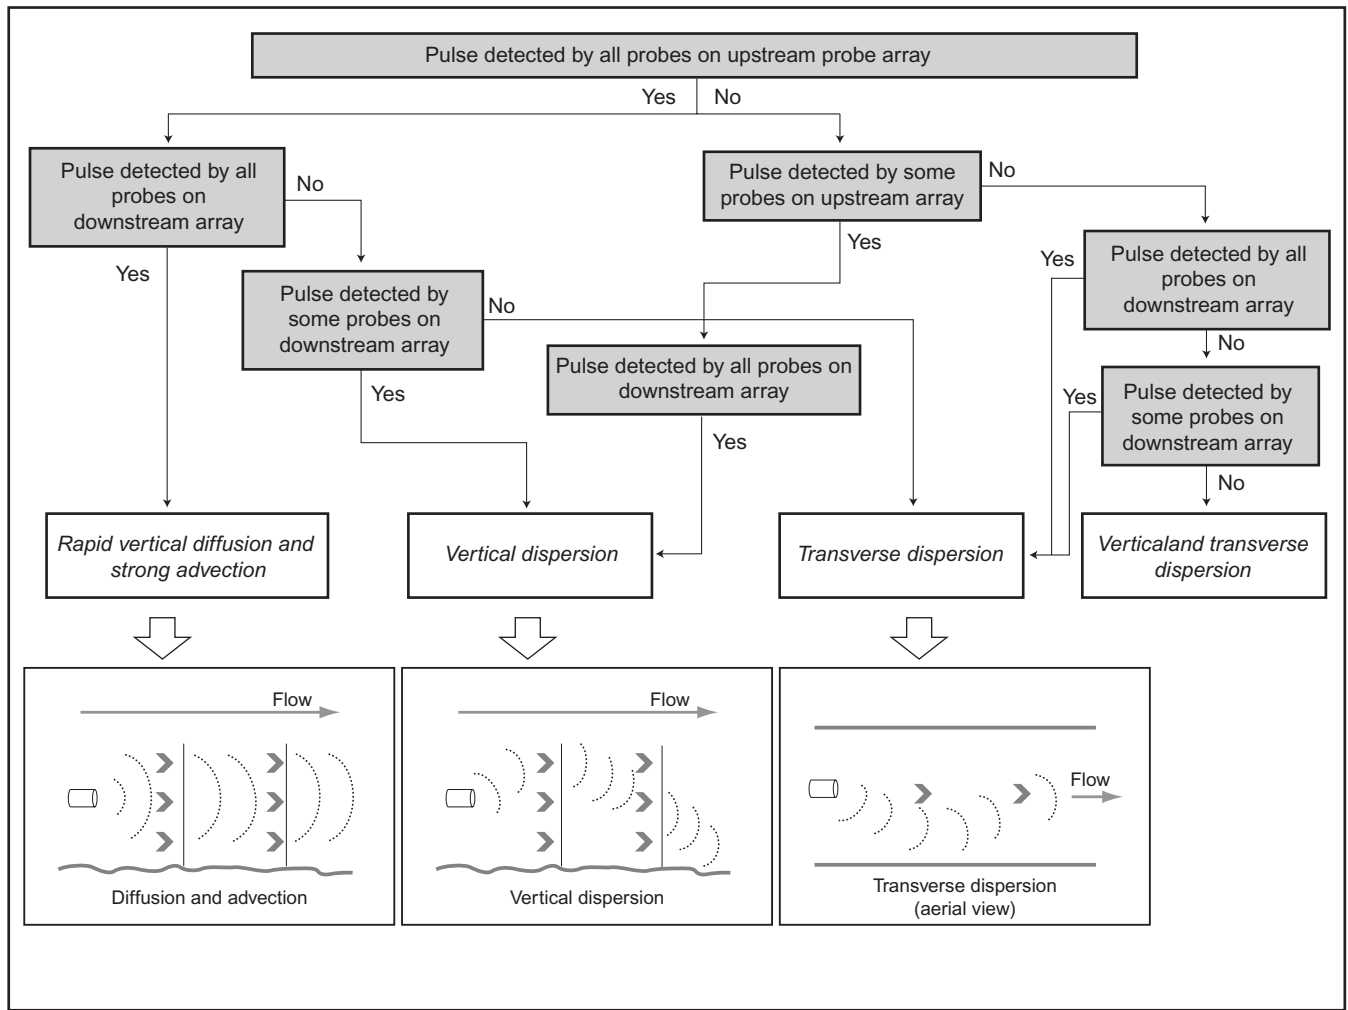 Pulse detected by all probes on upstream probe array
Yes
No
Pulse detected by all
probes on
downstream array
No
Pulse detected by some
probes on upstream array
No
Yes
Yes
Pulse detected by
some probes on
downstream array
No
Yes
Pulse detected by all probes on
downstream array
Yes
Yes
Pulse detected by all
probes on
downstream array
No
Yes
Pulse detected by
some probes on
downstream array
No
Rapid vertical diffusion and
strong advection
Vertical dispersion
Transverse dispersion
Verticaland transverse
dispersion
Flow
Diffusion and advection
Flow
Vertical dispersion
Flow
Transverse dispersion
(aerial view)